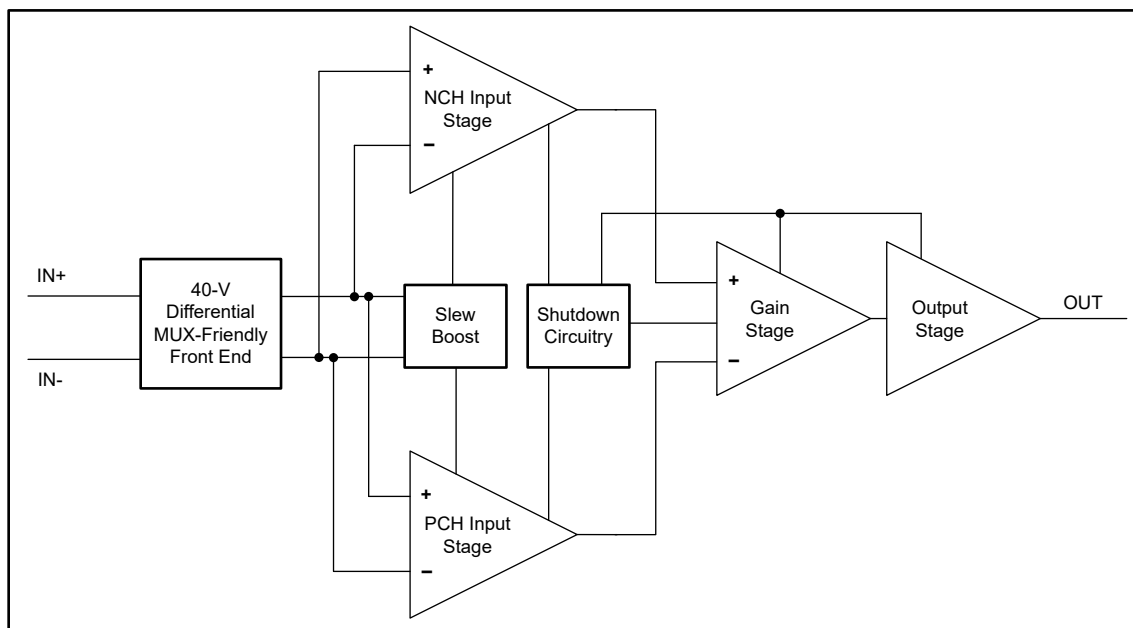 +
NCH Input
Stage
−
IN+
IN-
40-V
Differential
MUX-Friendly
Front End
Slew
Boost
Shutdown
Circuitry
+
Gain
Stage
−
Output
Stage
OUT
+
PCH Input
Stage
−